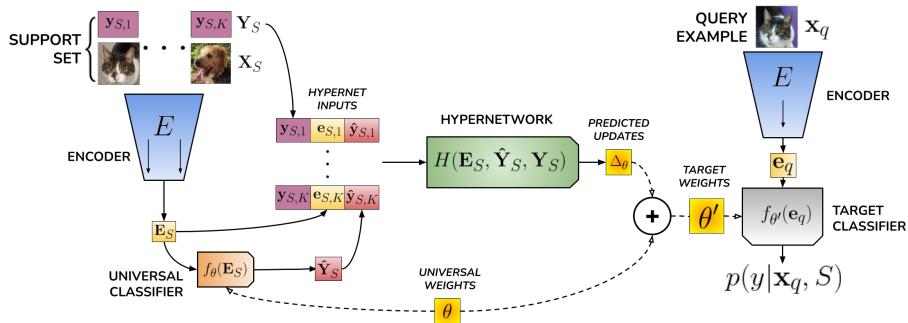 SUPPORT
SET
y_{S,1}
y_{S,K}
Y_S
X_S
E
ENCODER
E_S
UNIVERSAL
CLASSIFIER
f_θ(E_S)
Ŷ_S
HYPERNET
INPUTS
y_{S,1} e_{S,1} ŷ_{S,1}
y_{S,K} e_{S,K} ŷ_{S,K}
HYPERNETWORK
H(E_S, Ŷ_S, Y_S)
PREDICTED
UPDATES
Δ_θ
UNIVERSAL
WEIGHTS
θ
+
TARGET
WEIGHTS
θ′
QUERY
EXAMPLE
x_q
E
ENCODER
e_q
f_{θ′}(e_q)
TARGET
CLASSIFIER
p(y|x_q, S)